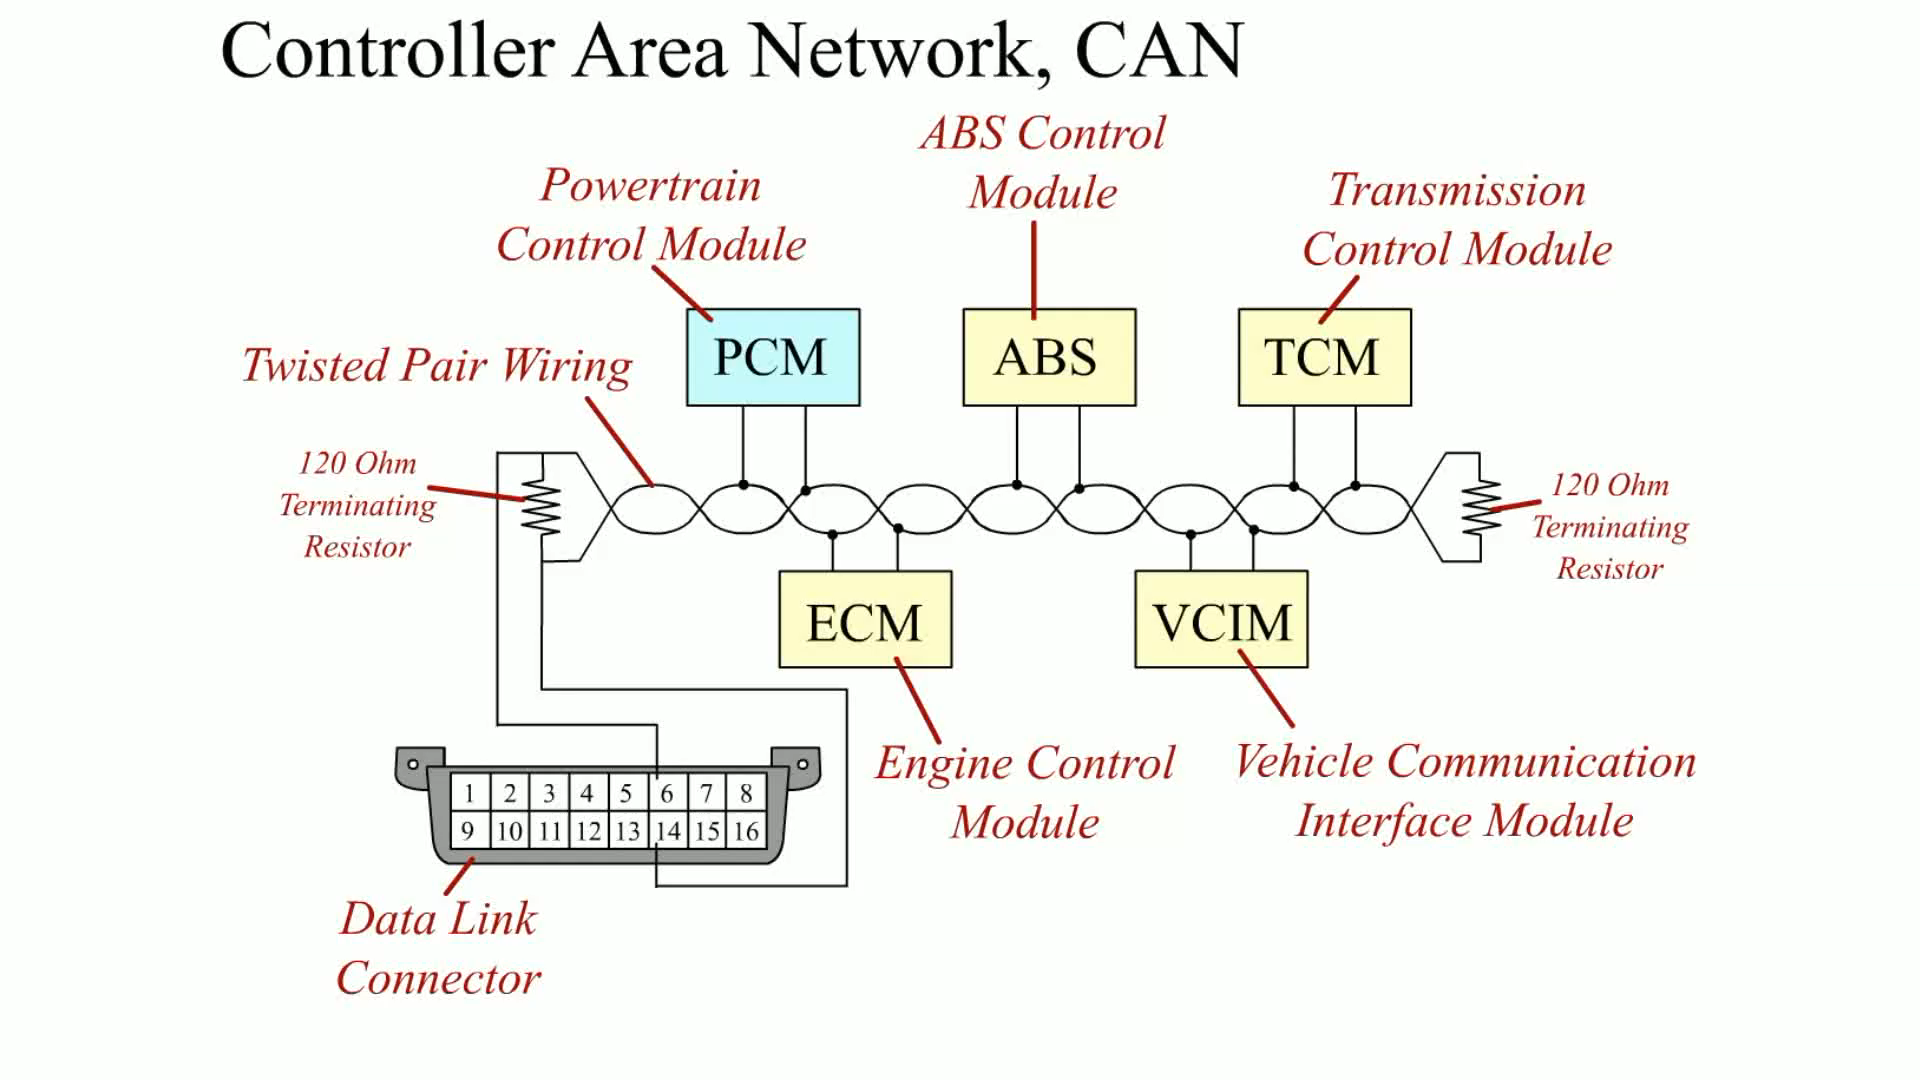 Controller Area Network, CAN
ABS Control
Module
Powertrain
Control Module
Transmission
Control Module
Twisted Pair Wiring
PCM
ABS
TCM
120 Ohm
Terminating
Resistor
120 Ohm
Terminating
Resistor
ECM
VCIM
Engine Control
Module
Vehicle Communication
Interface Module
1 2 3 4 5 6 7 8
9 10 11 12 13 14 15 16
Data Link
Connector